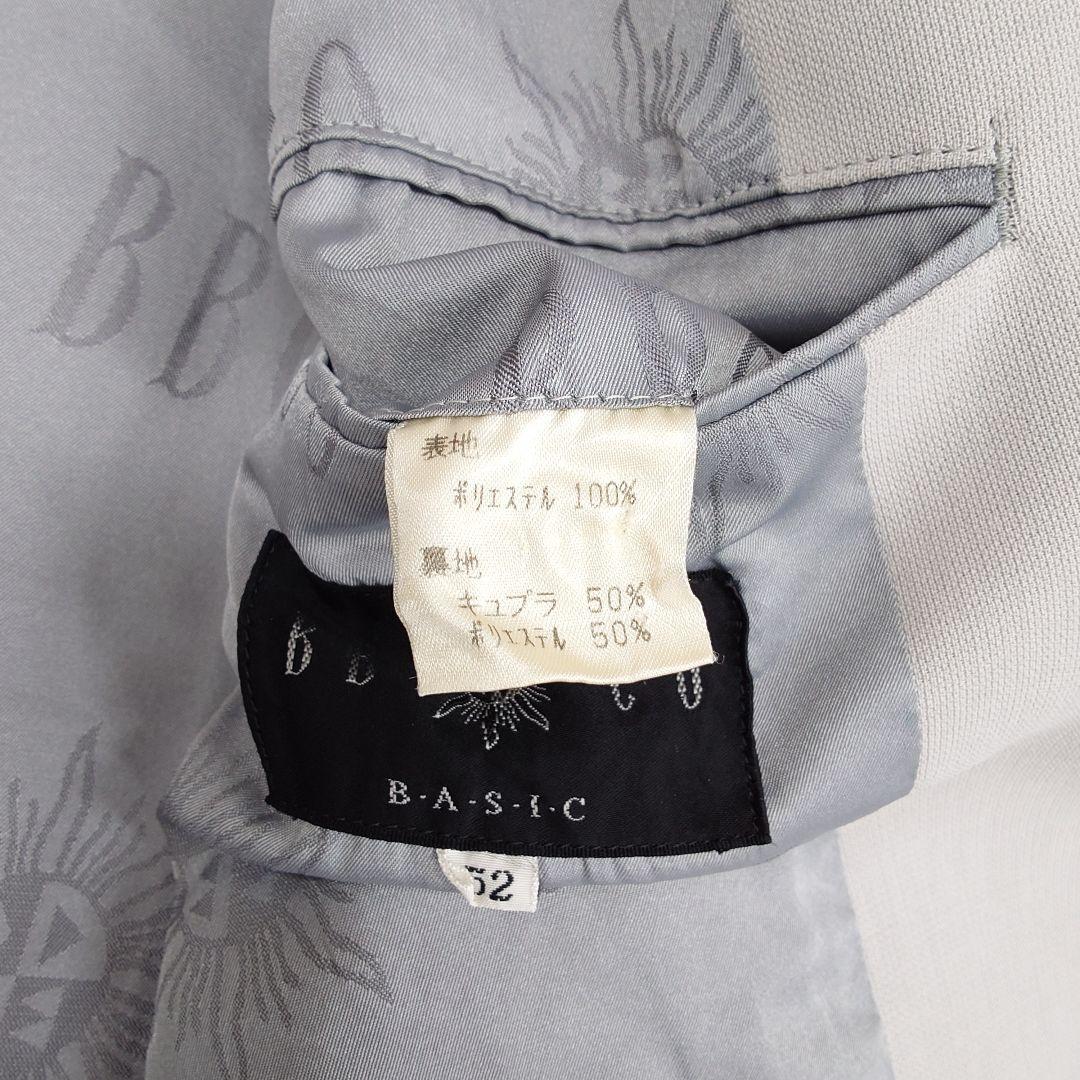 B B
表地
ポリエステル 100%
裏地
キュプラ 50%
ポリエステル 50%
B B C O
B·A·S·I·C
52